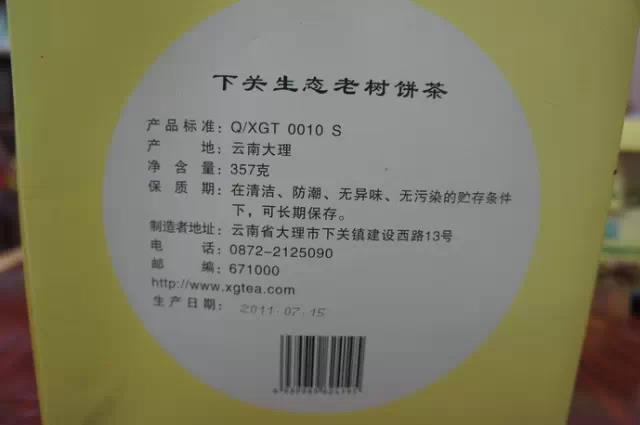 下关生态老树饼茶
产品标准：Q/XGT 0010 S
产 地：云南大理
净 含 量：357克
保 质 期：在清洁、防潮、无异味、无污染的贮存条件
下，可长期保存。
制造者地址：云南省大理市下关镇建设西路13号
电 话：0872-2125090
邮 编：671000
http://www.xgtea.com
生产日期：2011.07.15